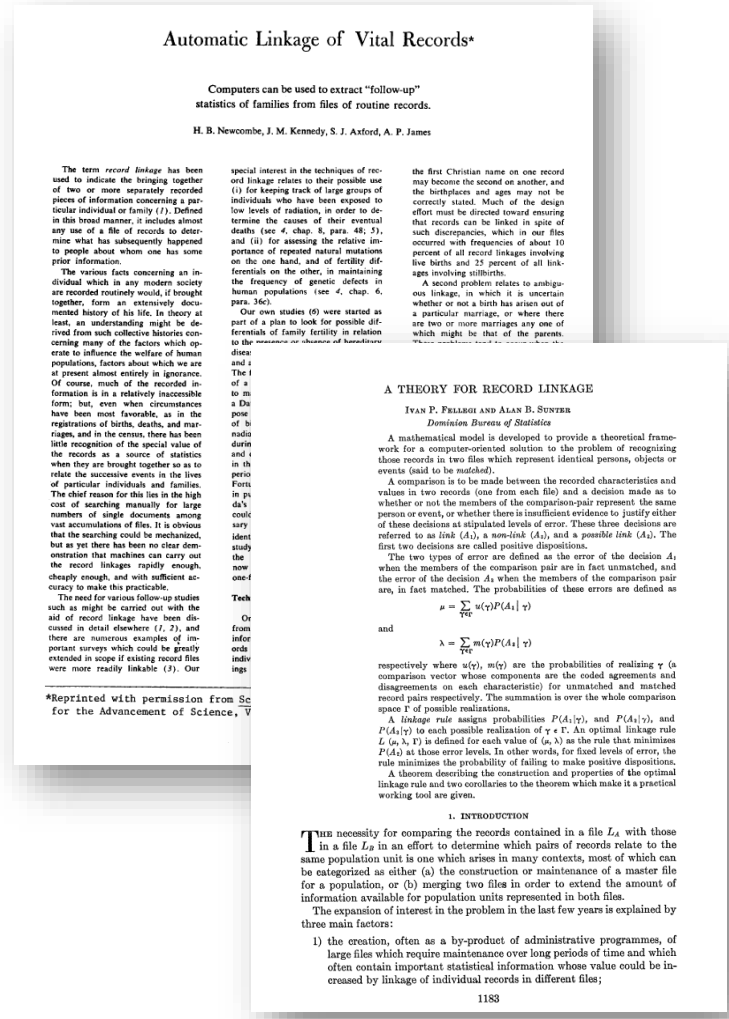 Automatic Linkage of Vital Records*
Computers can be used to extract “follow-up”
statistics of families from files of routine records.
H. B. Newcombe, J. M. Kennedy, S. J. Axford, A. P. James
The term record linkage has been
used to indicate the bringing together
of two or more separately recorded
pieces of information concerning a par-
ticular individual or family (1). Defined
in this broad manner, it includes almost
any use of a file of records to deter-
mine what has subsequently happened
to people about whom one has some
prior information.
The various facts concerning an in-
dividual which in any modern society
are recorded routinely would, if brought
together, form an extensively docu-
mented history of his life. In theory at
least, an understanding might be de-
rived from such collective histories con-
cerning many of the factors which op-
erate to influence the welfare of human
populations, factors about which we are
at present almost entirely in ignorance.
Of course, much of the recorded in-
formation is in a relatively inaccessible
form; but, even when circumstances
have been most favorable, as in the
registrations of births, deaths, and mar-
riages, and in the census, there has been
little recognition of the special value of
the records as a source of statistics
when they are brought together so as to
relate the successive events in the lives
of particular individuals and families.
The chief reason for this lies in the high
cost of searching manually for large
numbers of single documents among
vast accumulations of files. It is obvious
that the searching could be mechanized,
but as yet there has been no clear dem-
onstration that machines can carry out
the record linkages rapidly enough,
cheaply enough, and with sufficient ac-
curacy to make this practicable.
The need for various follow-up studies
such as might be carried out with the
aid of record linkage have been dis-
cussed in detail elsewhere (1, 2), and
there are numerous examples of im-
portant surveys which could be greatly
extended in scope if existing record files
were more readily linkable (3). Our
special interest in the techniques of rec-
ord linkage relates to their possible use
(i) for keeping track of large groups of
individuals who have been exposed to
low levels of radiation, in order to de-
termine the causes of their eventual
deaths (see 4, chap. 8, para. 48; 5),
and (ii) for assessing the relative im-
portance of repeated natural mutations
on the one hand, and of fertility dif-
ferentials on the other, in maintaining
the frequency of genetic defects in
human populations (see 4, chap. 6,
para. 36c).
Our own studies (6) were started as
part of a plan to look for possible dif-
ferentials of family fertility in relation
to the presence or absence of hereditary
diseas
and a
The f
of a
to m
a Da
pose
of bi
nadio
durin
and
in th
perio
Fortu
in pu
da's
could
sary
ident
study
the
now
one-f
Tech
Or
from
infor
ords
indiv
ings
the first Christian name on one record
may become the second on another, and
the birthplaces and ages may not be
correctly stated. Much of the design
effort must be directed toward ensuring
that records can be linked in spite of
such discrepancies, which in our files
occurred with frequencies of about 10
percent of all record linkages involving
live births and 25 percent of all link-
ages involving stillbirths.
A second problem relates to ambigu-
ous linkage, in which it is uncertain
whether or not a birth has arisen out of
a particular marriage, or where there
are two or more marriages any one of
which might be that of the parents.
*Reprinted with permission from Sc
for the Advancement of Science, V
A THEORY FOR RECORD LINKAGE
IVAN P. FELLEGI AND ALAN B. SUNTER
Dominion Bureau of Statistics
A mathematical model is developed to provide a theoretical frame-
work for a computer-oriented solution to the problem of recognizing
those records in two files which represent identical persons, objects or
events (said to be matched).
A comparison is to be made between the recorded characteristics and
values in two records (one from each file) and a decision made as to
whether or not the members of the comparison-pair represent the same
person or event, or whether there is insufficient evidence to justify either
of these decisions at stipulated levels of error. These three decisions are
referred to as link (A₁), a non-link (A₃), and a possible link (A₂). The
first two decisions are called positive dispositions.
The two types of error are defined as the error of the decision A₁
when the members of the comparison pair are in fact unmatched, and
the error of the decision A₃ when the members of the comparison pair
are, in fact matched. The probabilities of these errors are defined as
μ = ∑ u(γ)P(A₁| γ)
γεΓ
and
λ = ∑ m(γ)P(A₃| γ)
γεΓ
respectively where u(γ), m(γ) are the probabilities of realizing γ (a
comparison vector whose components are the coded agreements and
disagreements on each characteristic) for unmatched and matched
record pairs respectively. The summation is over the whole comparison
space Γ of possible realizations.
A linkage rule assigns probabilities P(A₁|γ), and P(A₂|γ), and
P(A₃|γ) to each possible realization of γ ε Γ. An optimal linkage rule
L (μ, λ, Γ) is defined for each value of (μ, λ) as the rule that minimizes
P(A₂) at those error levels. In other words, for fixed levels of error, the
rule minimizes the probability of failing to make positive dispositions.
A theorem describing the construction and properties of the optimal
linkage rule and two corollaries to the theorem which make it a practical
working tool are given.
1. INTRODUCTION
THE necessity for comparing the records contained in a file L_A with those
in a file L_B in an effort to determine which pairs of records relate to the
same population unit is one which arises in many contexts, most of which can
be categorized as either (a) the construction or maintenance of a master file
for a population, or (b) merging two files in order to extend the amount of
information available for population units represented in both files.
The expansion of interest in the problem in the last few years is explained by
three main factors:
1) the creation, often as a by-product of administrative programmes, of
large files which require maintenance over long periods of time and which
often contain important statistical information whose value could be in-
creased by linkage of individual records in different files;
1183